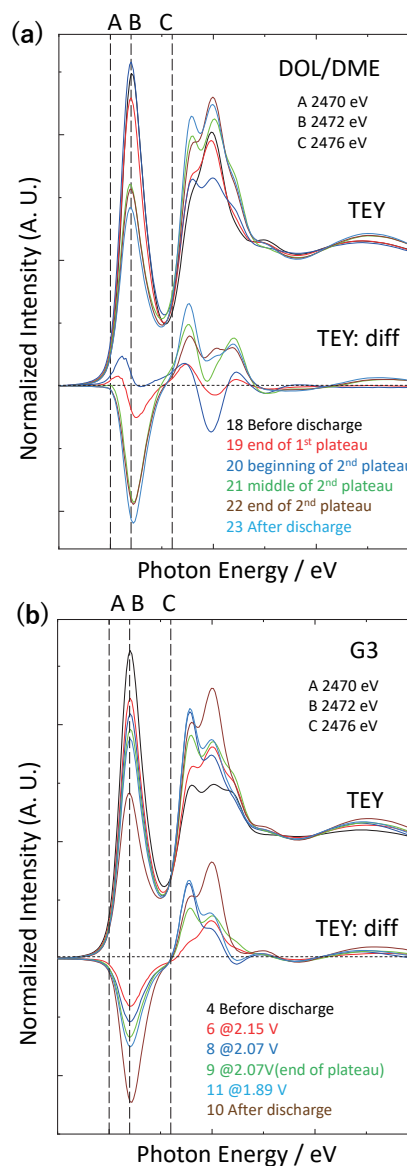 A B C
(a)
DOL/DME
A 2470 eV
B 2472 eV
C 2476 eV
TEY
TEY: diff
Normalized Intensity (A. U.)
18 Before discharge
19 end of 1st plateau
20 beginning of 2nd plateau
21 middle of 2nd plateau
22 end of 2nd plateau
23 After discharge
Photon Energy / eV
A B C
(b)
G3
A 2470 eV
B 2472 eV
C 2476 eV
TEY
TEY: diff
Normalized Intensity (A. U.)
4 Before discharge
6 @2.15 V
8 @2.07 V
9 @2.07V(end of plateau)
11 @1.89 V
10 After discharge
Photon Energy / eV